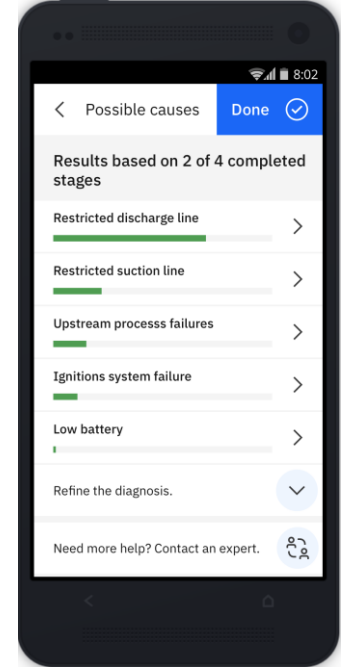 8:02
Possible causes
Done
Results based on 2 of 4 completed
stages
Restricted discharge line
Restricted suction line
Upstream processs failures
Ignitions system failure
Low battery
Refine the diagnosis.
Need more help? Contact an expert.